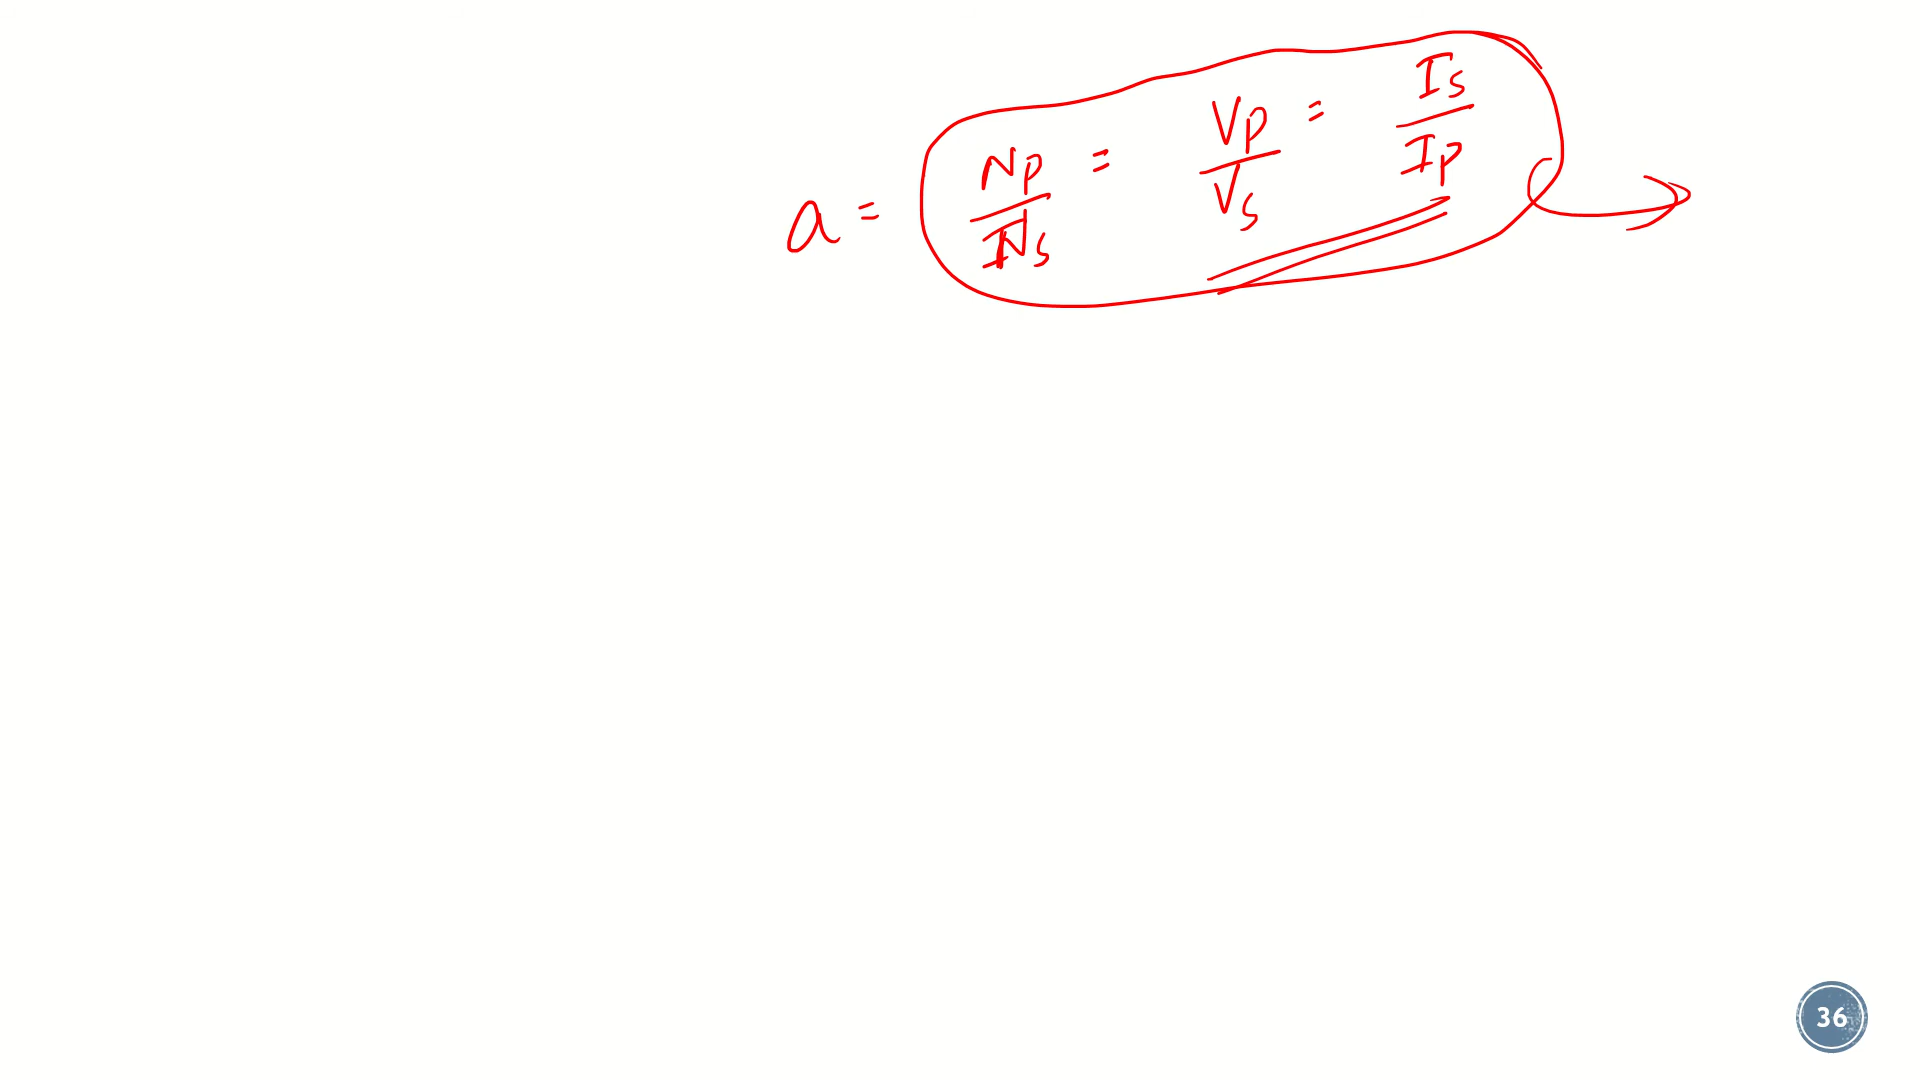 a = Np/Ns = Vp/Vs = Is/Ip
36